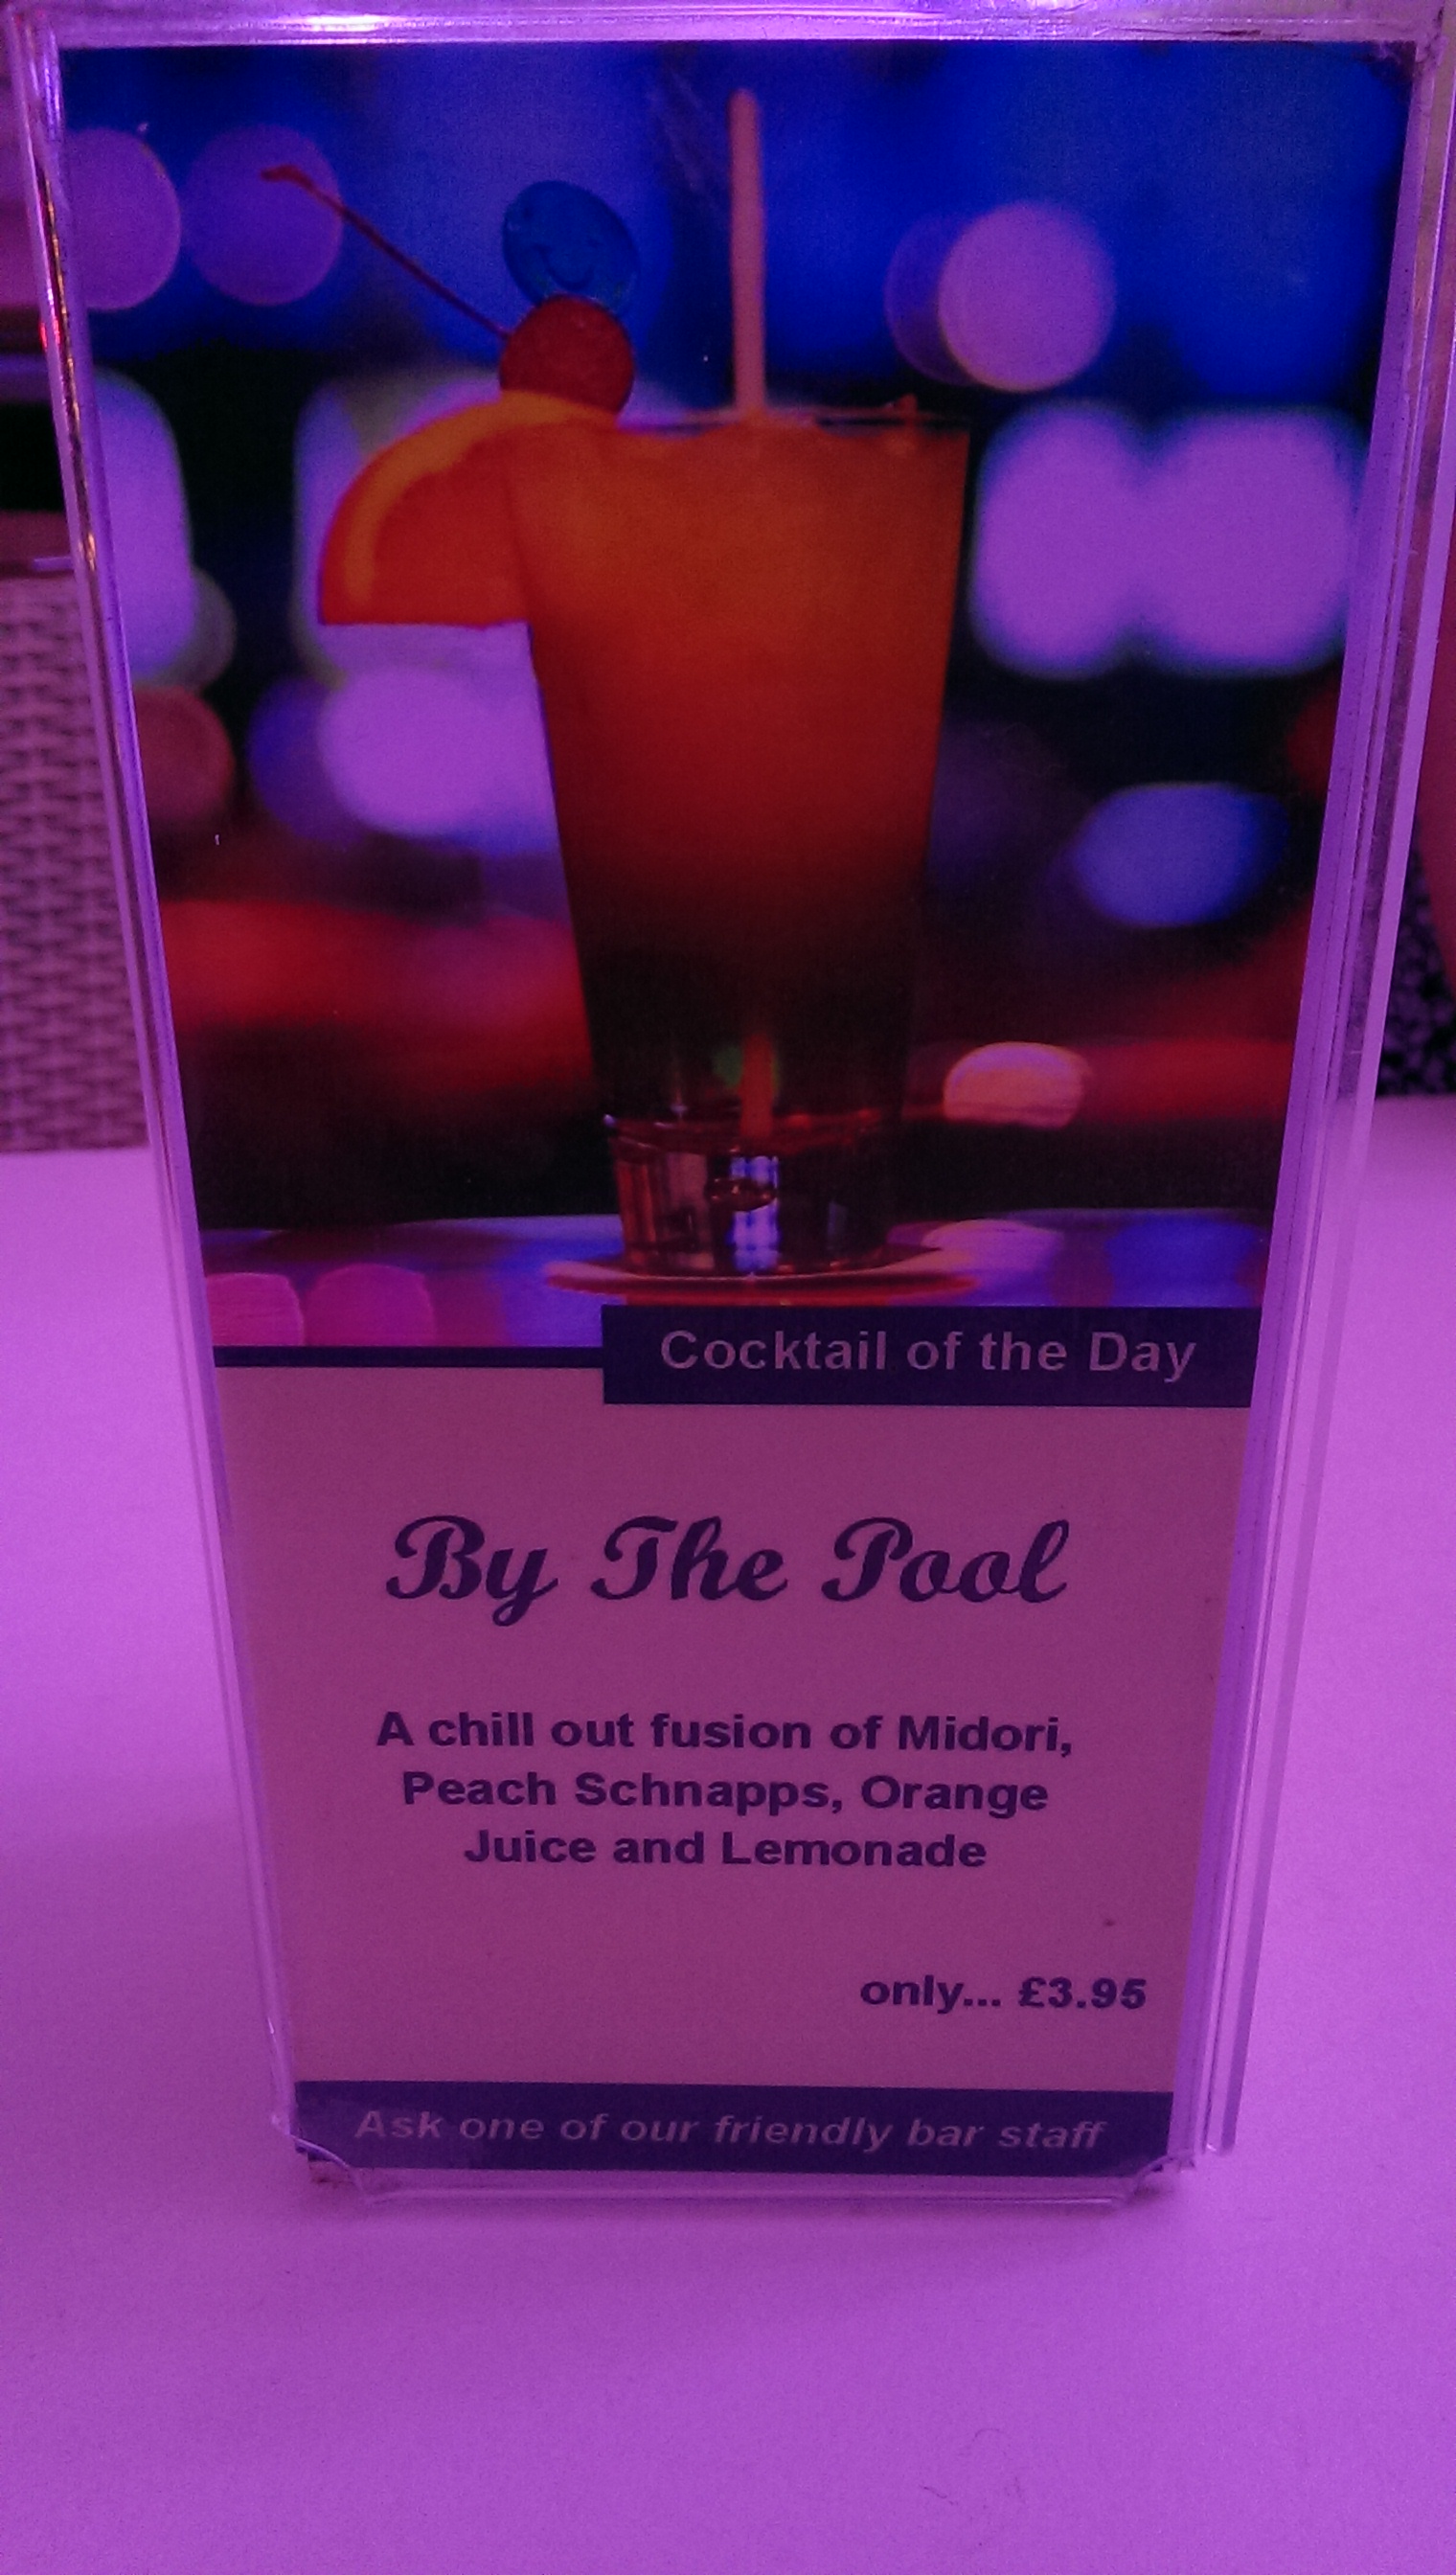 Cocktail of the Day
By The Pool
A chill out fusion of Midori,
Peach Schnapps, Orange
Juice and Lemonade
only... £3.95
Ask one of our friendly bar staff